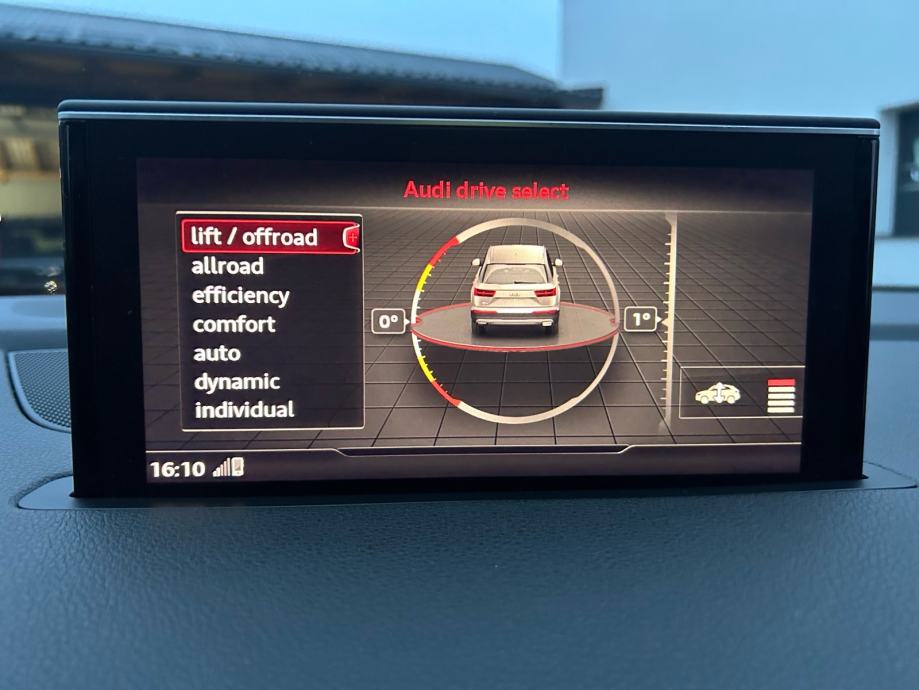 Audi drive select
lift / offroad
allroad
efficiency
comfort
auto
dynamic
individual
0°
1°
16:10